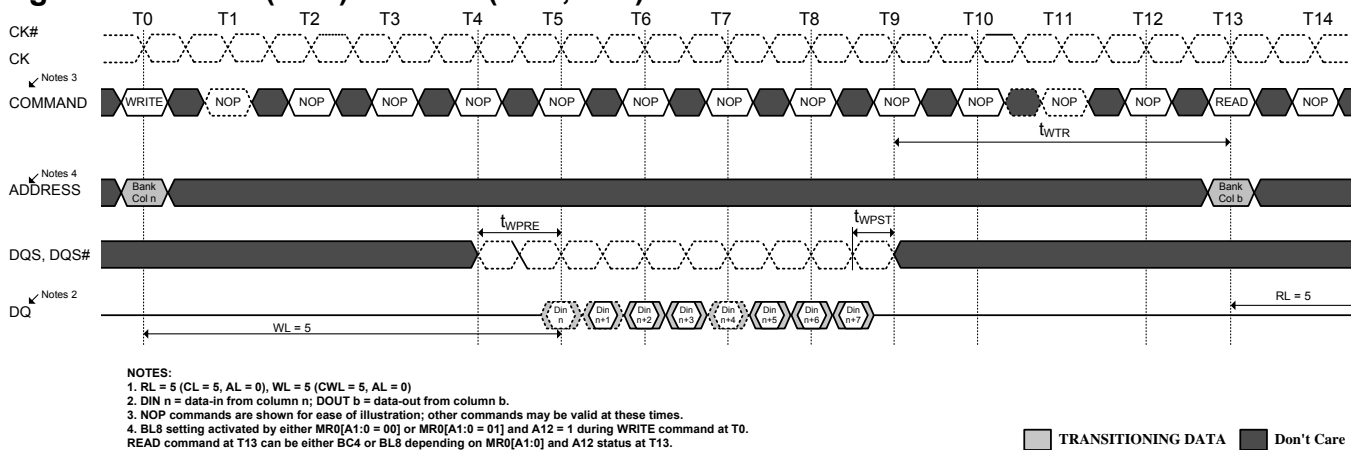 T0 T1 T2 T3 T4 T5 T6 T7 T8 T9 T10 T11 T12 T13 T14
CK#
CK
Notes 3
COMMAND WRITE NOP NOP NOP NOP NOP NOP NOP NOP NOP NOP NOP NOP READ NOP
tWTR
Notes 4
ADDRESS Bank Col n Bank Col b
tWPRE tWPST
DQS, DQS#
Notes 2
DQ Din n Din n+1 Din n+2 Din n+3 Din n+4 Din n+5 Din n+6 Din n+7
WL = 5 RL = 5
NOTES:
1. RL = 5 (CL = 5, AL = 0), WL = 5 (CWL = 5, AL = 0)
2. DIN n = data-in from column n; DOUT b = data-out from column b.
3. NOP commands are shown for ease of illustration; other commands may be valid at these times.
4. BL8 setting activated by either MR0[A1:0 = 00] or MR0[A1:0 = 01] and A12 = 1 during WRITE command at T0.
READ command at T13 can be either BC4 or BL8 depending on MR0[A1:0] and A12 status at T13.
TRANSITIONING DATA Don't Care